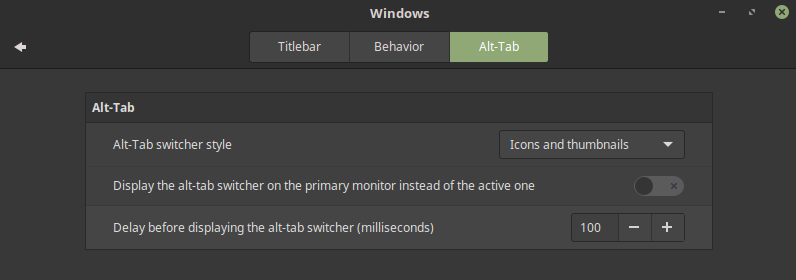 Windows
Titlebar Behavior Alt-Tab
Alt-Tab
Alt-Tab switcher style Icons and thumbnails
Display the alt-tab switcher on the primary monitor instead of the active one
Delay before displaying the alt-tab switcher (milliseconds) 100